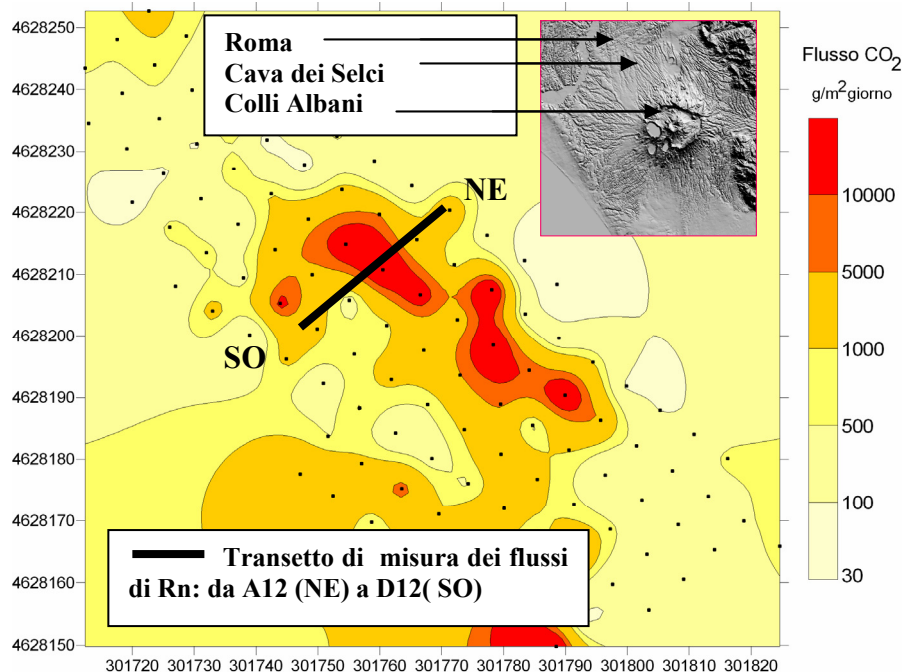 Roma
Cava dei Selci
Colli Albani
Flusso CO2
g/m2giorno
10000
5000
1000
500
100
30
4628250
4628240
4628230
4628220
4628210
4628200
4628190
4628180
4628170
4628160
4628150
NE
SO
Transetto di misura dei flussi
di Rn: da A12 (NE) a D12( SO)
301720 301730 301740 301750 301760 301770 301780 301790 301800 301810 301820